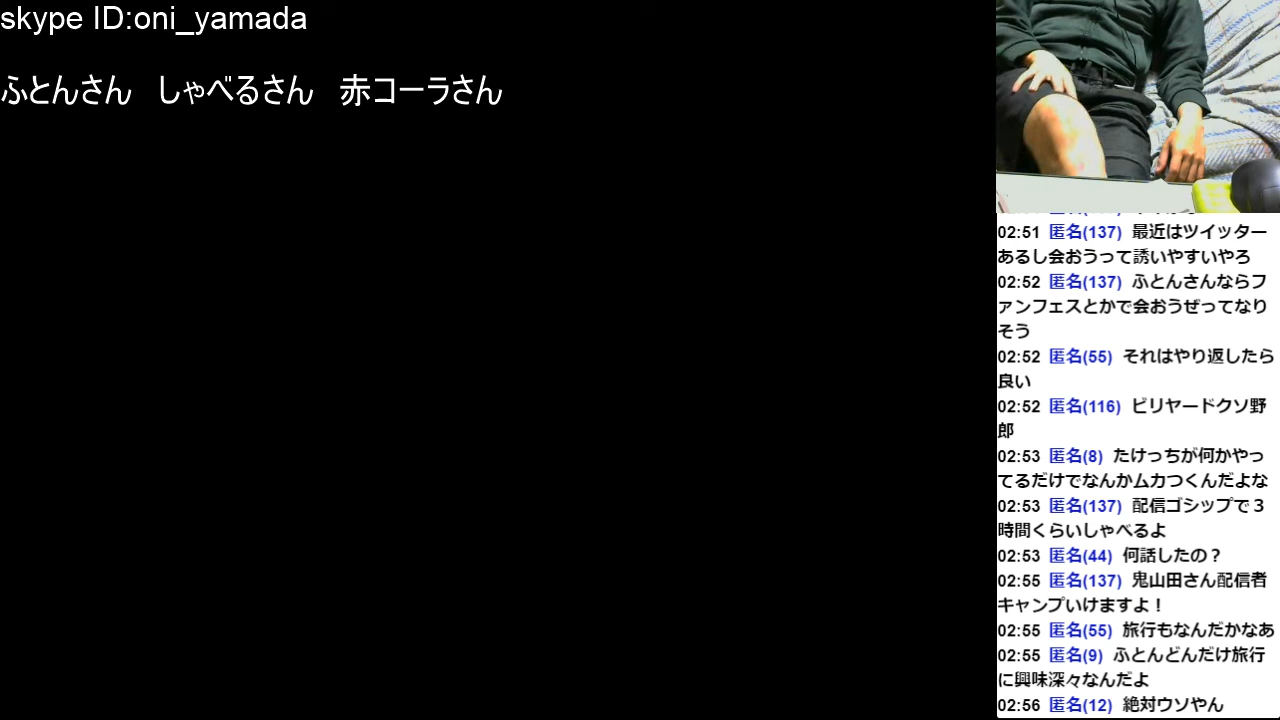 skype ID:oni_yamada
ふとんさん　しゃべるさん　赤コーラさん
02:51 匿名(137) 最近はツイッター
あるし会おうって誘いやすいやろ
02:52 匿名(137) ふとんさんならフ
ァンフェスとかで会おうぜってなり
そう
02:52 匿名(55) それはやり返したら
良い
02:52 匿名(116) ビリヤードクソ野
郎
02:53 匿名(8) たけっちが何かやっ
てるだけでなんかムカつくんだよな
02:53 匿名(137) 配信ゴシップで３
時間くらいしゃべるよ
02:53 匿名(44) 何話したの？
02:55 匿名(137) 鬼山田さん配信者
キャンプいけますよ！
02:55 匿名(55) 旅行もなんだかなあ
02:55 匿名(9) ふとんどんだけ旅行
に興味深々なんだよ
02:56 匿名(12) 絶対ウソやん